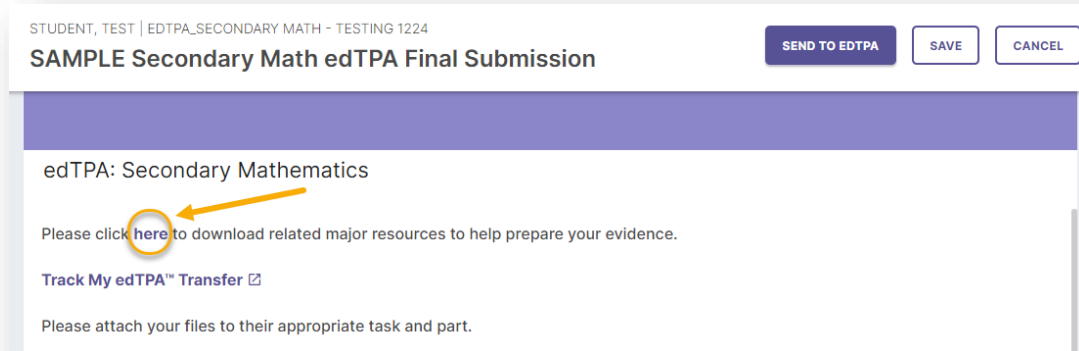 STUDENT, TEST | EDTPA_SECONDARY MATH - TESTING 1224
SAMPLE Secondary Math edTPA Final Submission
SEND TO EDTPA
SAVE
CANCEL
edTPA: Secondary Mathematics
Please click here to download related major resources to help prepare your evidence.
Track My edTPA™ Transfer
Please attach your files to their appropriate task and part.